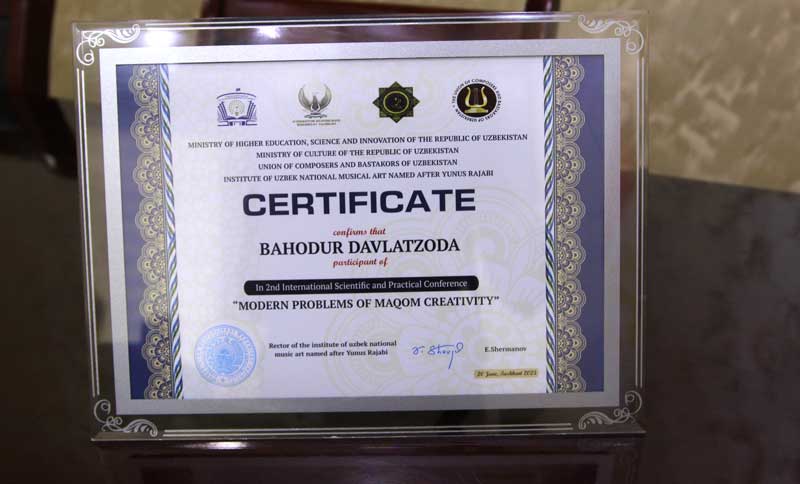 MINISTRY OF HIGHER EDUCATION, SCIENCE AND INNOVATION OF THE REPUBLIC OF UZBEKISTAN
MINISTRY OF CULTURE OF THE REPUBLIC OF UZBEKISTAN
UNION OF COMPOSERS AND BASTAKORS OF UZBEKISTAN
INSTITUTE OF UZBEK NATIONAL MUSICAL ART NAMED AFTER YUNUS RAJABI
CERTIFICATE
confirms that
BAHODUR DAVLATZODA
participant of
In 2nd International Scientific and Practical Conference
“MODERN PROBLEMS OF MAQOM CREATIVITY”
Rector of the institute of uzbek national
music art named after Yunus Rajabi
E.Shermanov